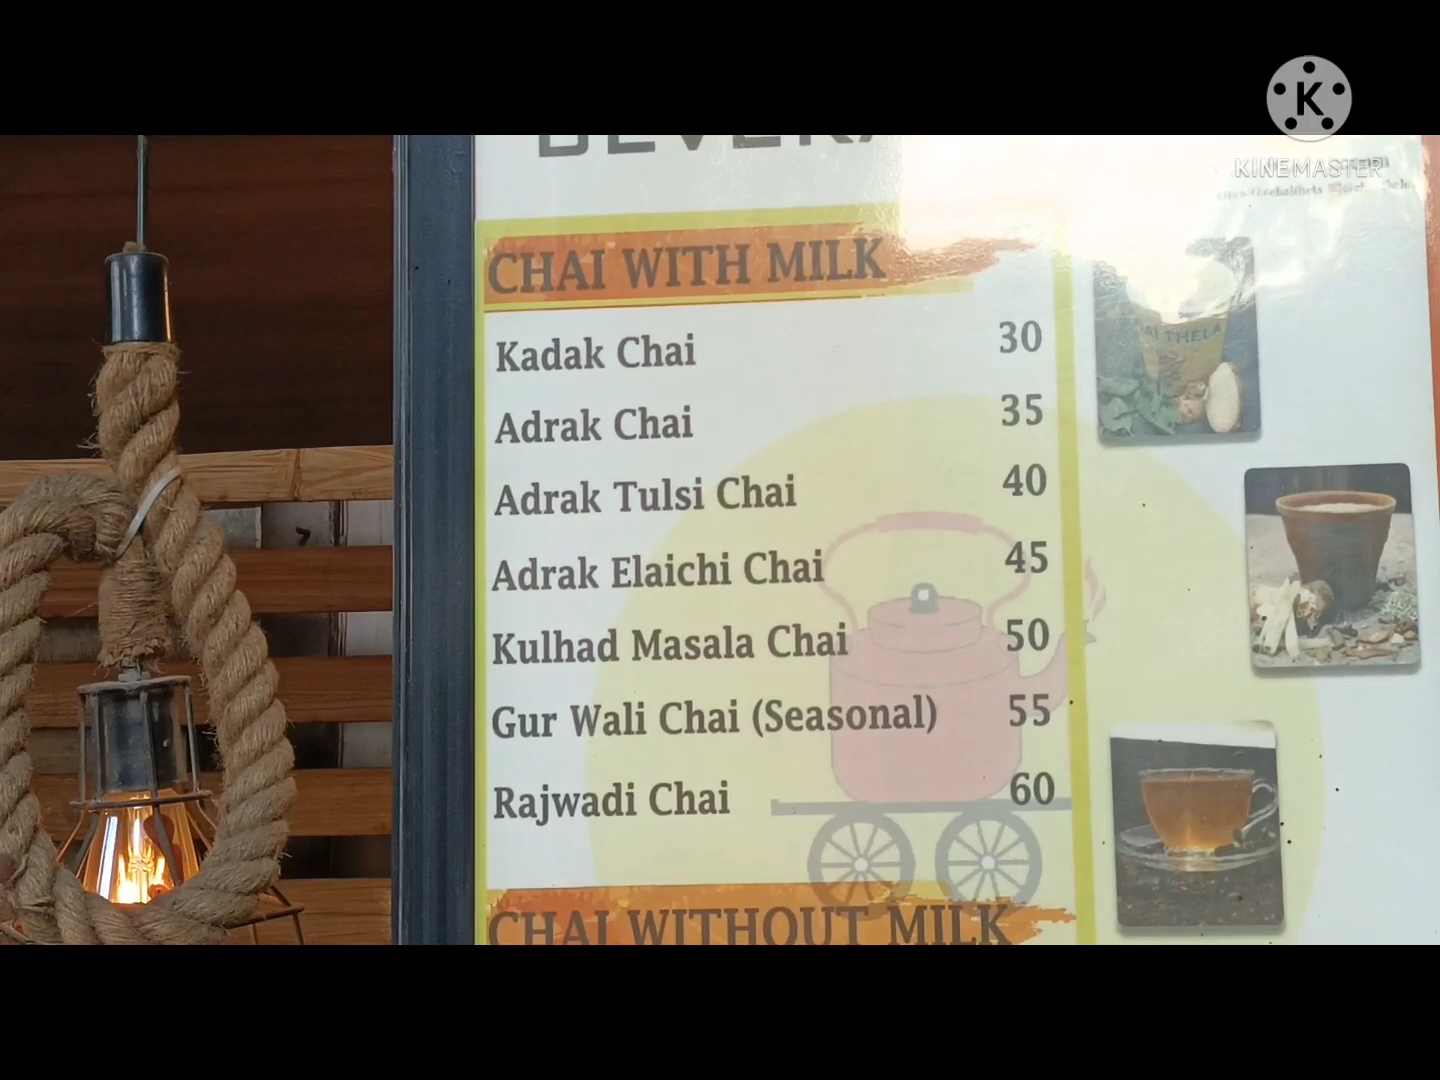 CHAI WITH MILK
Kadak Chai 30
Adrak Chai 35
Adrak Tulsi Chai 40
Adrak Elaichi Chai 45
Kulhad Masala Chai 50
Gur Wali Chai (Seasonal) 55
Rajwadi Chai 60
CHAI WITHOUT MILK
THELA
K
KINEMASTER